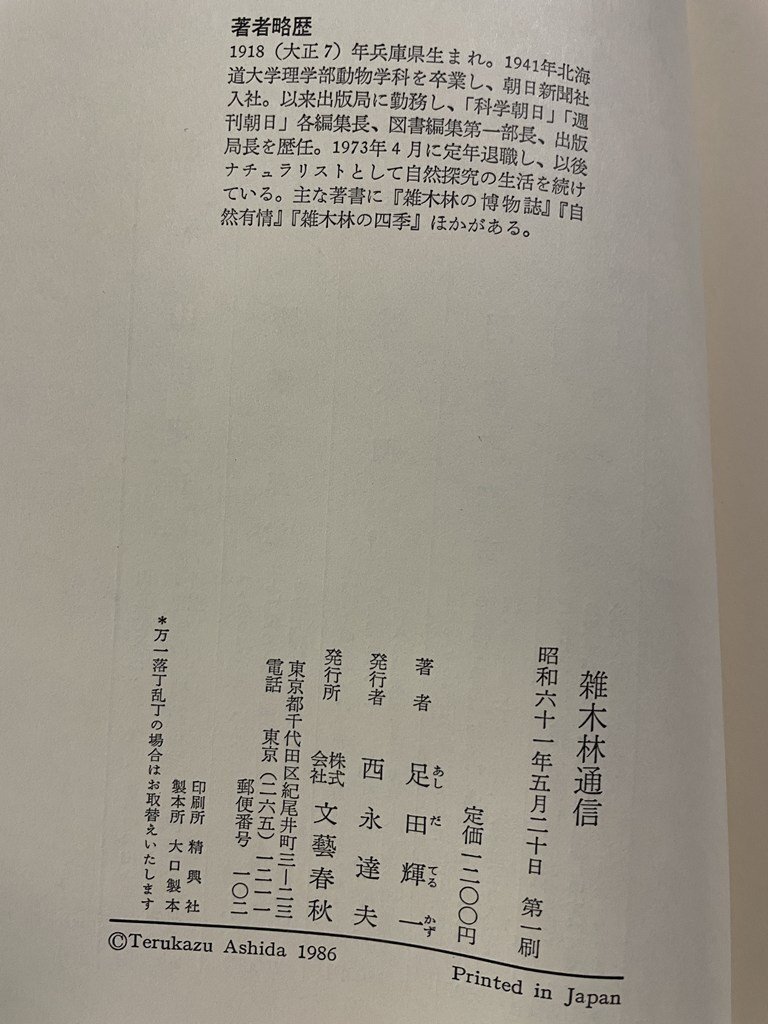 著者略歴
1918（大正7）年兵庫県生まれ。1941年北海
道大学理学部動物学科を卒業し、朝日新聞社
入社。以来出版局に勤務し、「科学朝日」「週
刊朝日」各編集長、図書編集第一部長、出版
局長を歴任。1973年4月に定年退職し、以後
ナチュラリストとして自然探究の生活を続け
ている。主な著書に『雑木林の博物誌』『自
然有情』『雑木林の四季』ほかがある。
雑木林通信
昭和六十一年五月二十日　第一刷
定価一二〇〇円
著者　足田輝一
あしだてるかず
発行者　西永達夫
発行所　株式会社 文藝春秋
東京都千代田区紀尾井町三―二三
電話　東京（二六五）一二一一
郵便番号　一〇二
印刷所　精興社
製本所　大口製本
＊万一落丁乱丁の場合はお取替えいたします
©Terukazu Ashida 1986
Printed in Japan